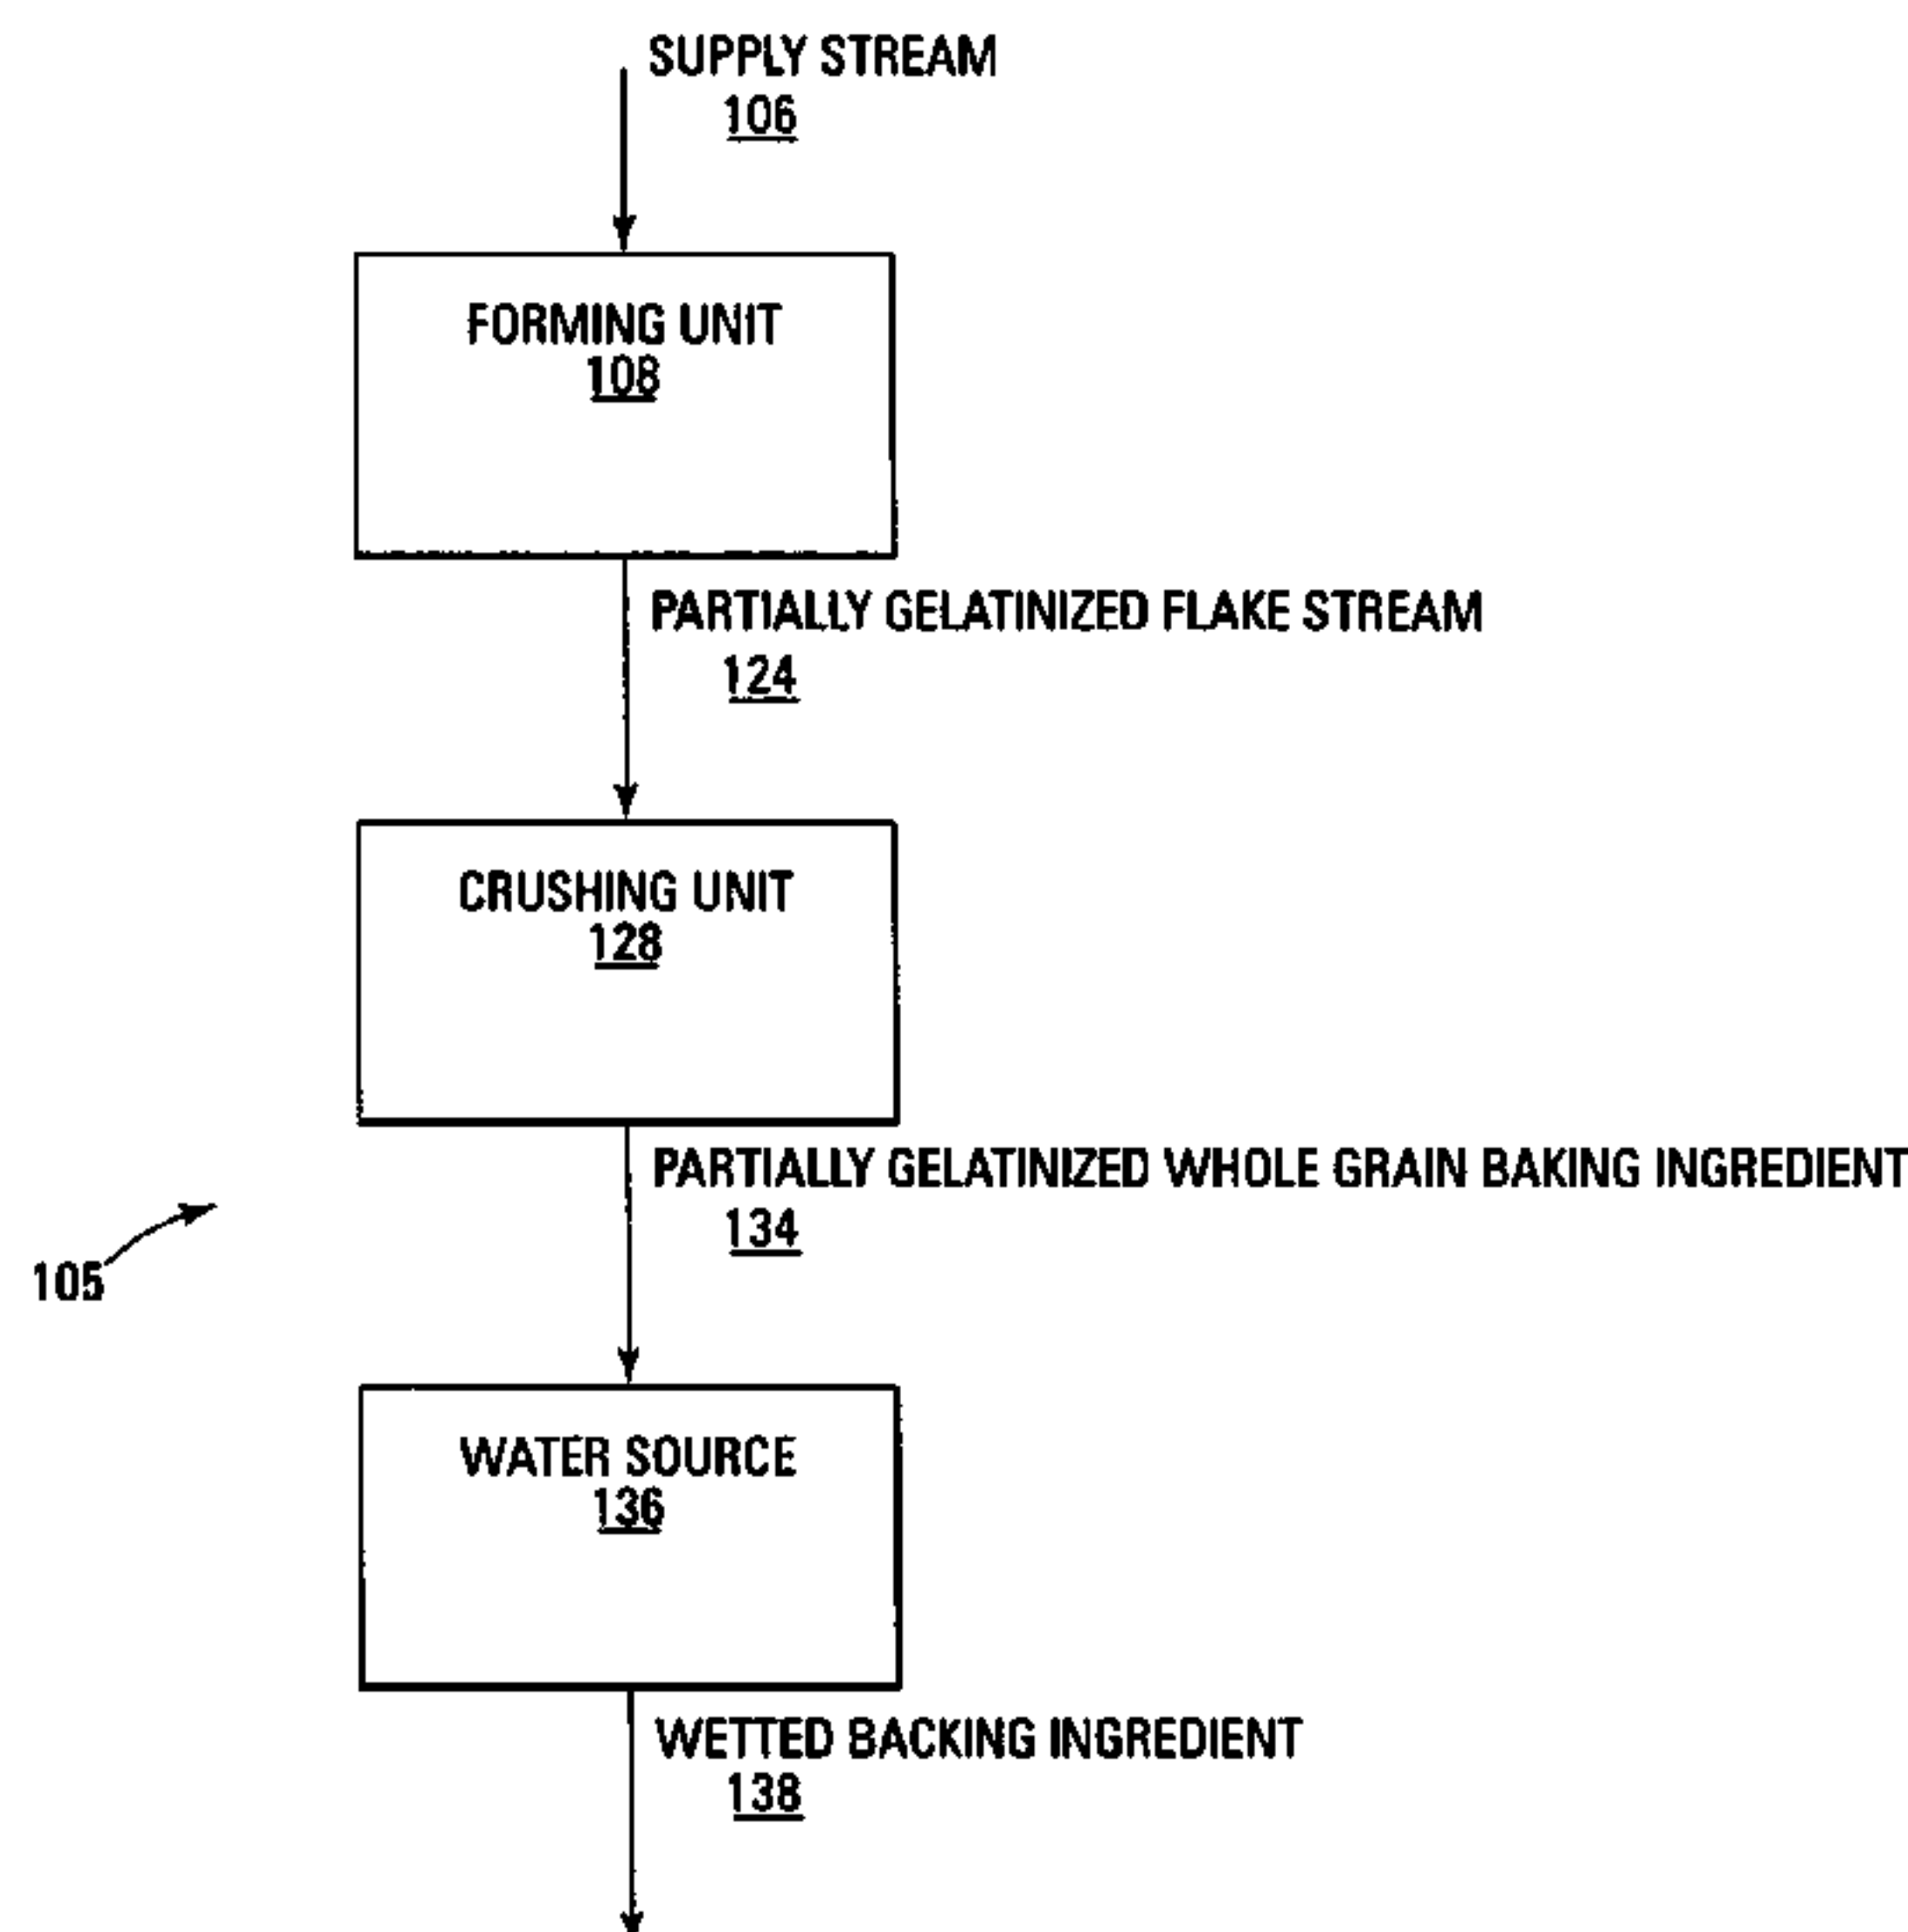 SUPPLY STREAM
106
FORMING UNIT
108
PARTIALLY GELATINIZED FLAKE STREAM
124
CRUSHING UNIT
128
PARTIALLY GELATINIZED WHOLE GRAIN BAKING INGREDIENT
134
105
WATER SOURCE
136
WETTED BACKING INGREDIENT
138